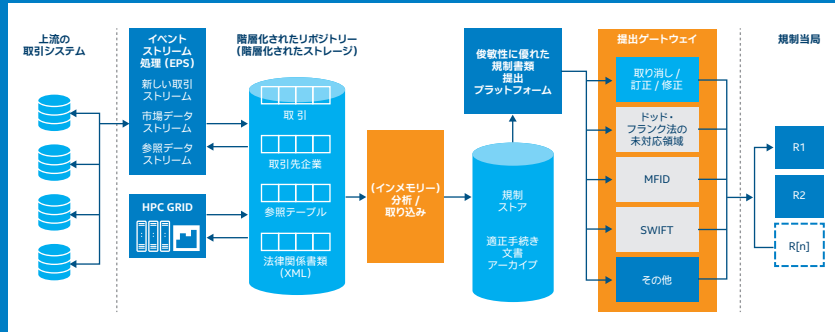 上流の
取引システム
イベント
ストリーム
処理 (EPS)
新しい取引
ストリーム
市場データ
ストリーム
参照データ
ストリーム
HPC GRID
階層化されたリポジトリー
(階層化されたストレージ)
取 引
取引先企業
参照テーブル
法律関係書類
(XML)
(インメモリー)
分析 /
取り込み
俊敏性に優れた
規制書類
提出
プラットフォーム
規制
ストア
適正手続き
文書
アーカイブ
提出ゲートウェイ
取り消し /
訂正 / 修正
ドッド・
フランク法の
未対応領域
MFID
SWIFT
その他
規制当局
R1
R2
R[n]